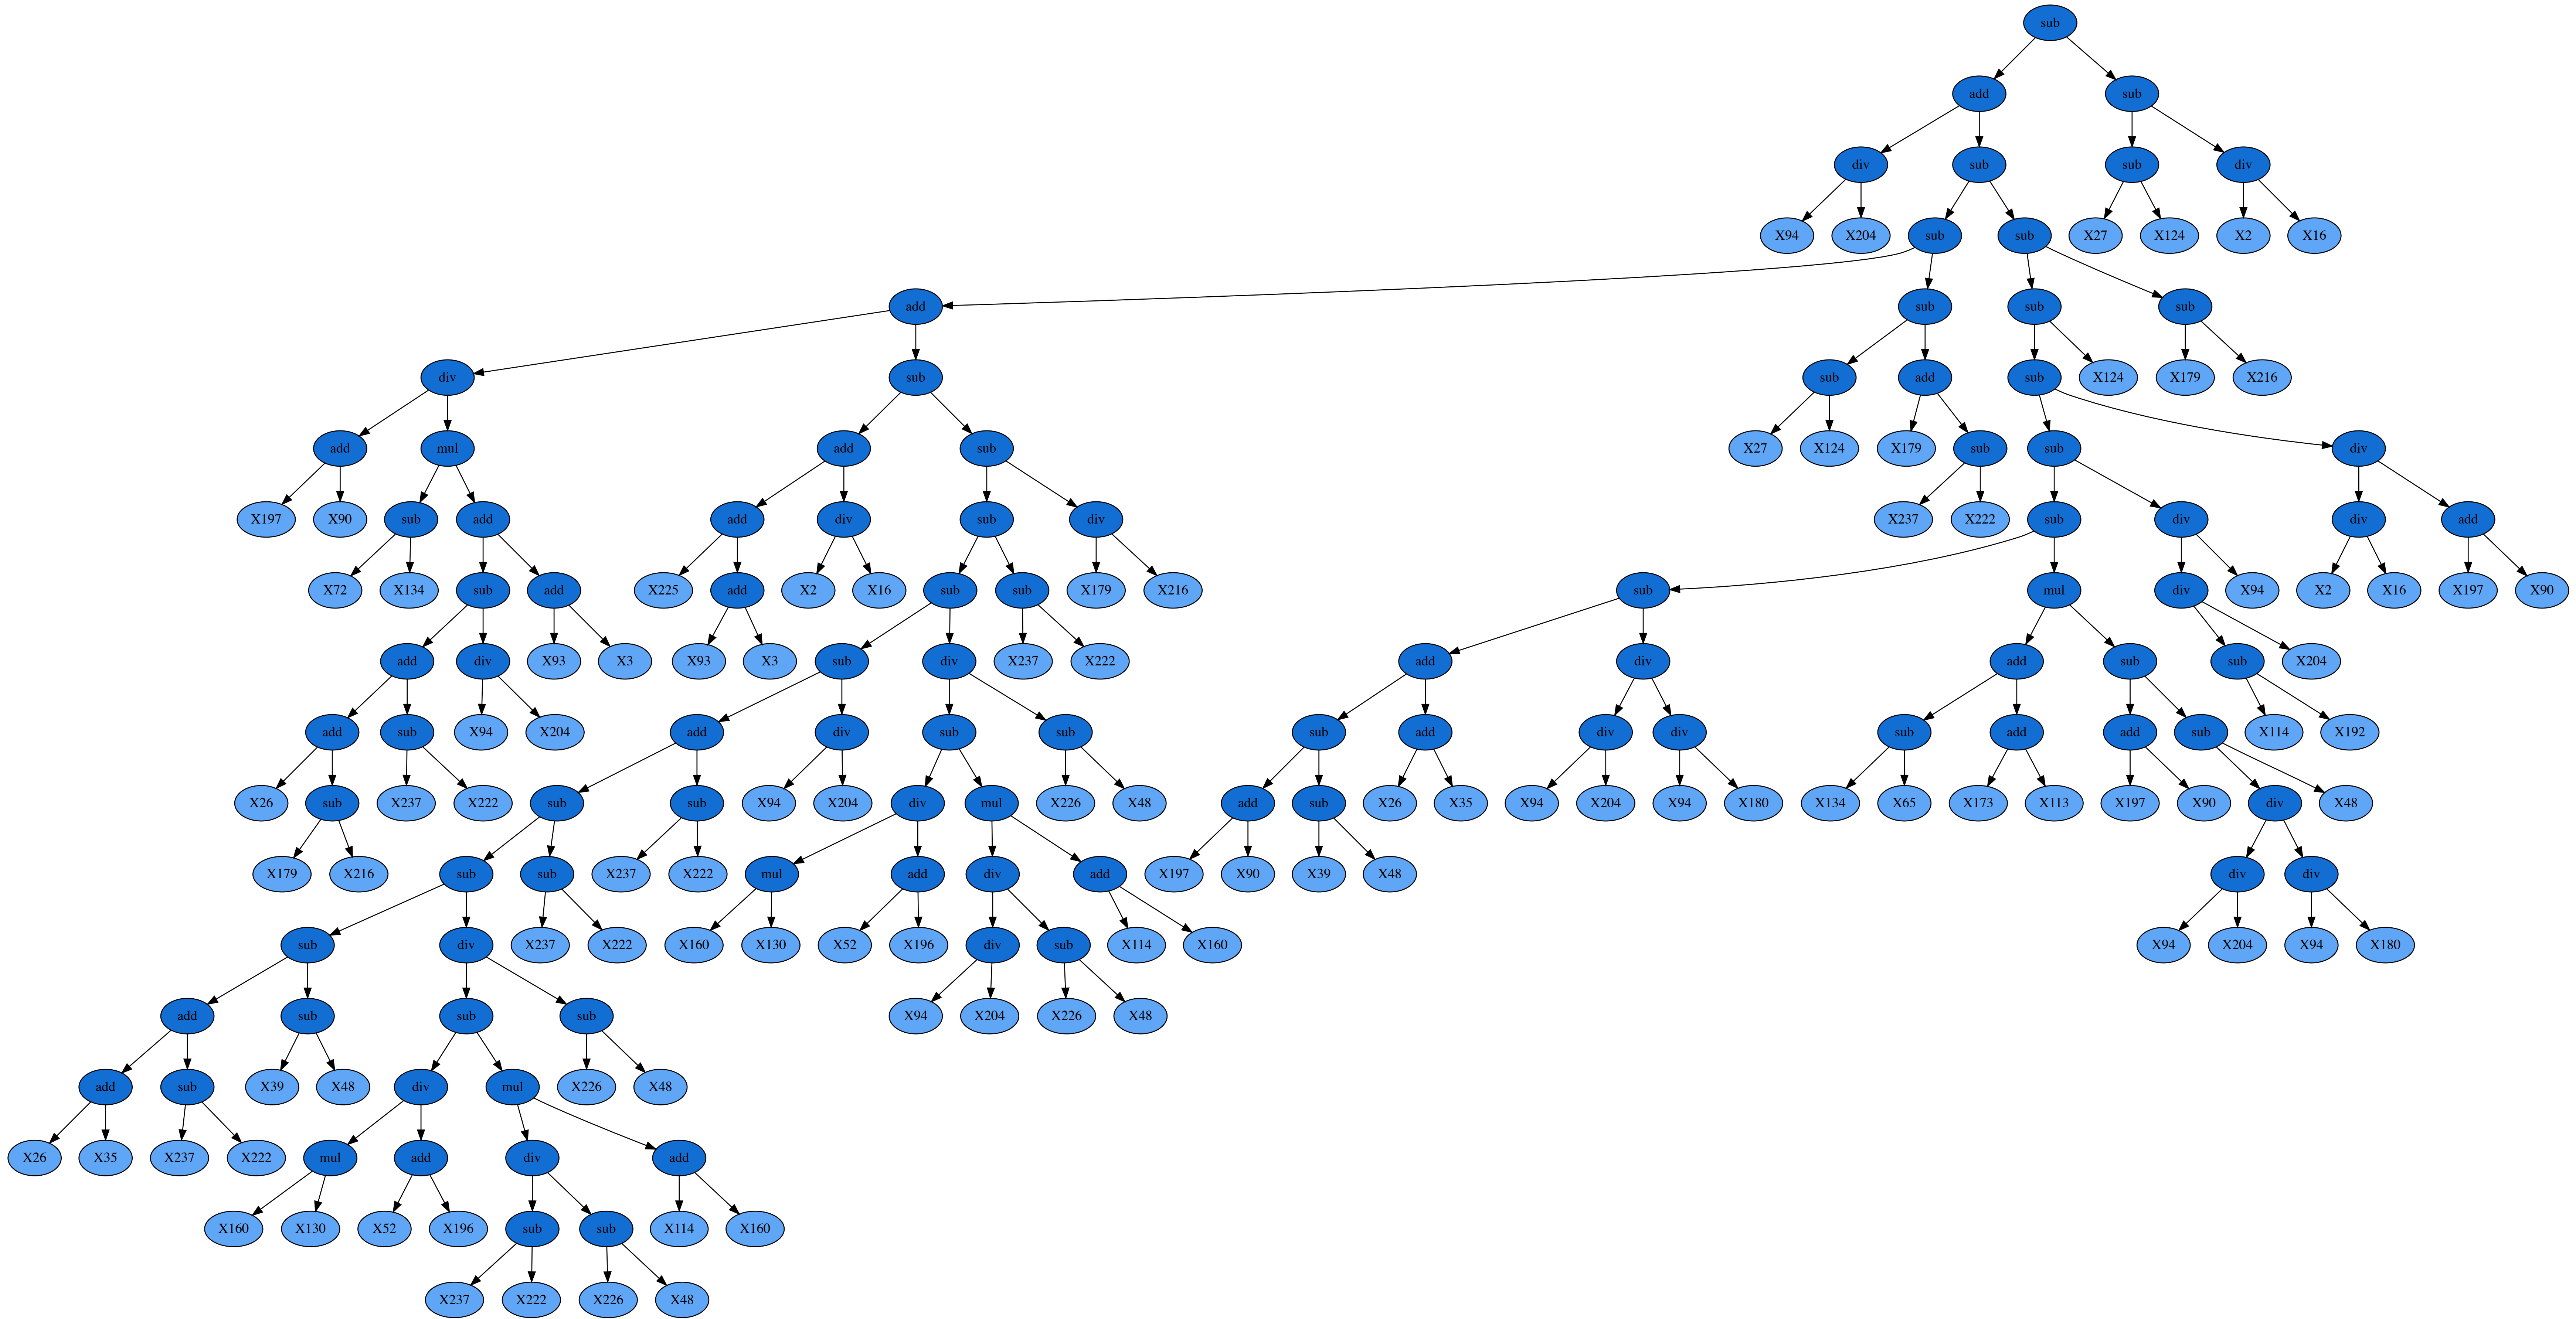 sub
add sub
div sub sub div
X94 X204 sub sub X27 X124 X2 X16
add sub sub sub
div sub sub add sub X124 X179 X216
add mul add sub X27 X124 X179 sub sub div
X197 X90 sub add add div sub div X237 X222 sub div div add
X72 X134 sub add X225 add X2 X16 sub sub X179 X216 sub mul div X94 X2 X16 X197 X90
add div X93 X3 X93 X3 sub div X237 X222 add div add sub sub X204
add sub X94 X204 add div sub sub sub add div div sub add add sub X114 X192
X26 sub X237 X222 sub sub X94 X204 div mul X226 X48 add sub X26 X35 X94 X204 X94 X180 X134 X65 X173 X113 X197 X90 div X48
X179 X216 sub sub X237 X222 mul add div add X197 X90 X39 X48 div div
sub div X237 X222 X160 X130 X52 X196 div sub X114 X160 X94 X204 X94 X180
add sub sub sub X94 X204 X226 X48
add sub X39 X48 div mul X226 X48
X26 X35 X237 X222 mul add div add
X160 X130 X52 X196 sub sub X114 X160
X237 X222 X226 X48